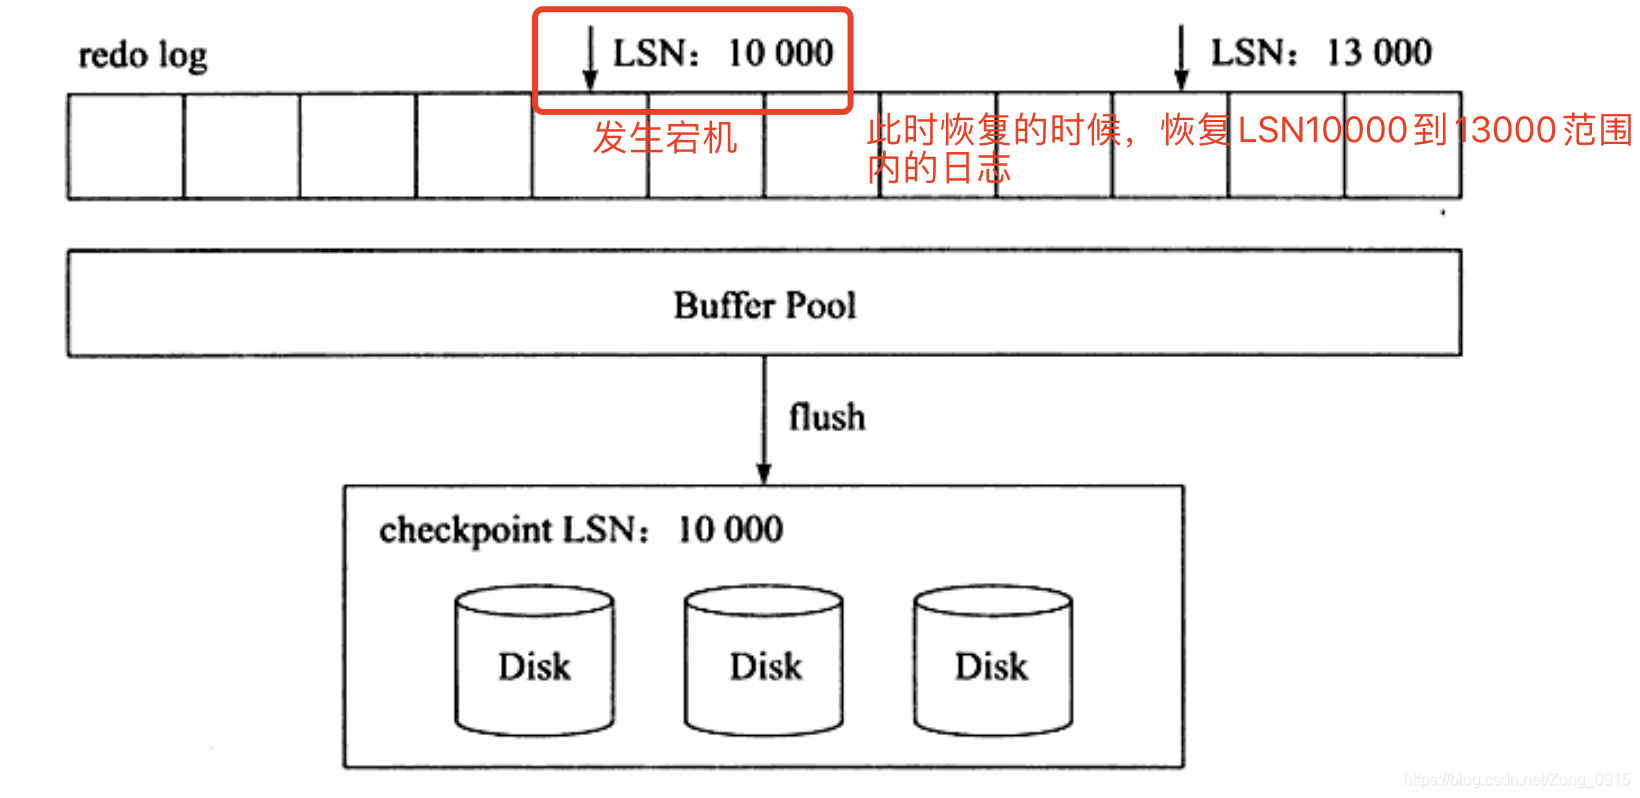 redo log
LSN： 10 000
LSN： 13 000
发生宕机
此时恢复的时候，恢复LSN10000到13000范围
内的日志
Buffer Pool
flush
checkpoint LSN： 10 000
Disk
Disk
Disk
https://blog.csdn.net/Zong_0915